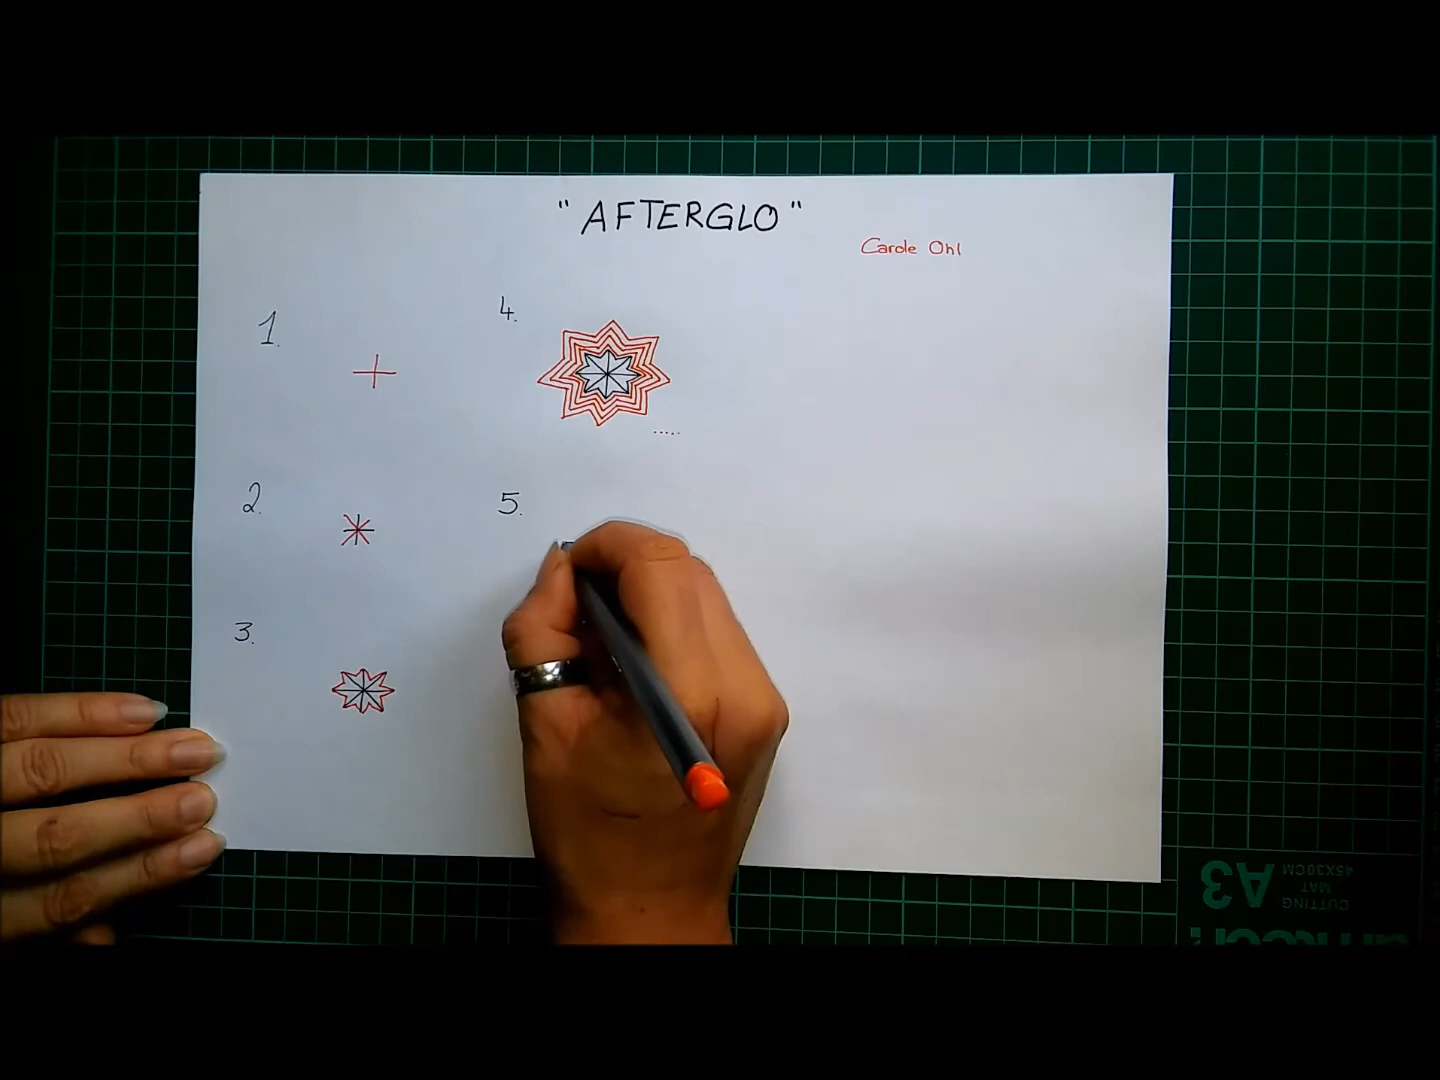 "AFTERGLO"
Carole Ohl
1.
4.
2.
5.
3.
A3
CUTTING
MAT
45X30CM